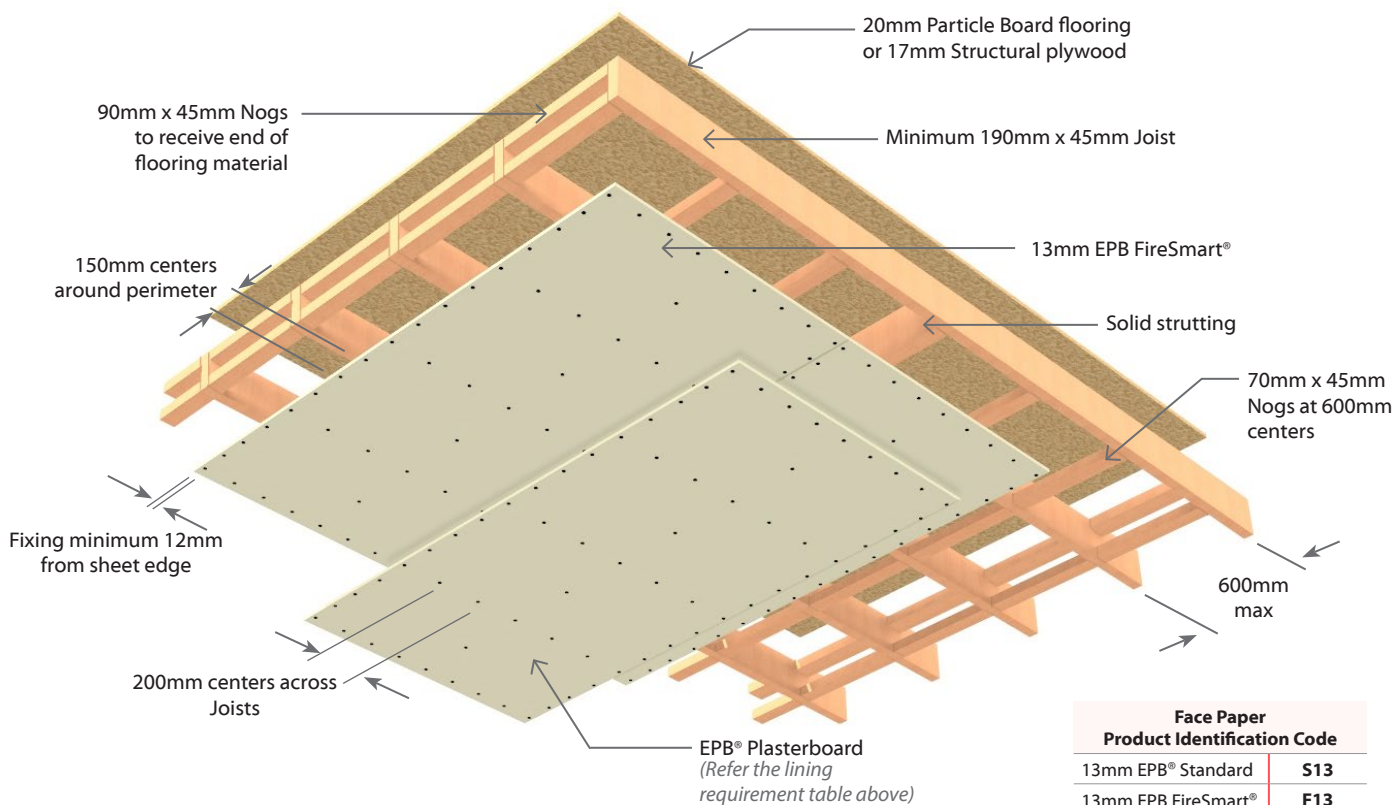 20mm Particle Board flooring
or 17mm Structural plywood
90mm x 45mm Nogs
to receive end of
flooring material
Minimum 190mm x 45mm Joist
13mm EPB FireSmart®
150mm centers
around perimeter
Solid strutting
70mm x 45mm
Nogs at 600mm
centers
Fixing minimum 12mm
from sheet edge
600mm
max
200mm centers across
Joists
EPB® Plasterboard
(Refer the lining
requirement table above)
Face Paper
Product Identification Code
13mm EPB® Standard S13
13mm EPB FireSmart® F13